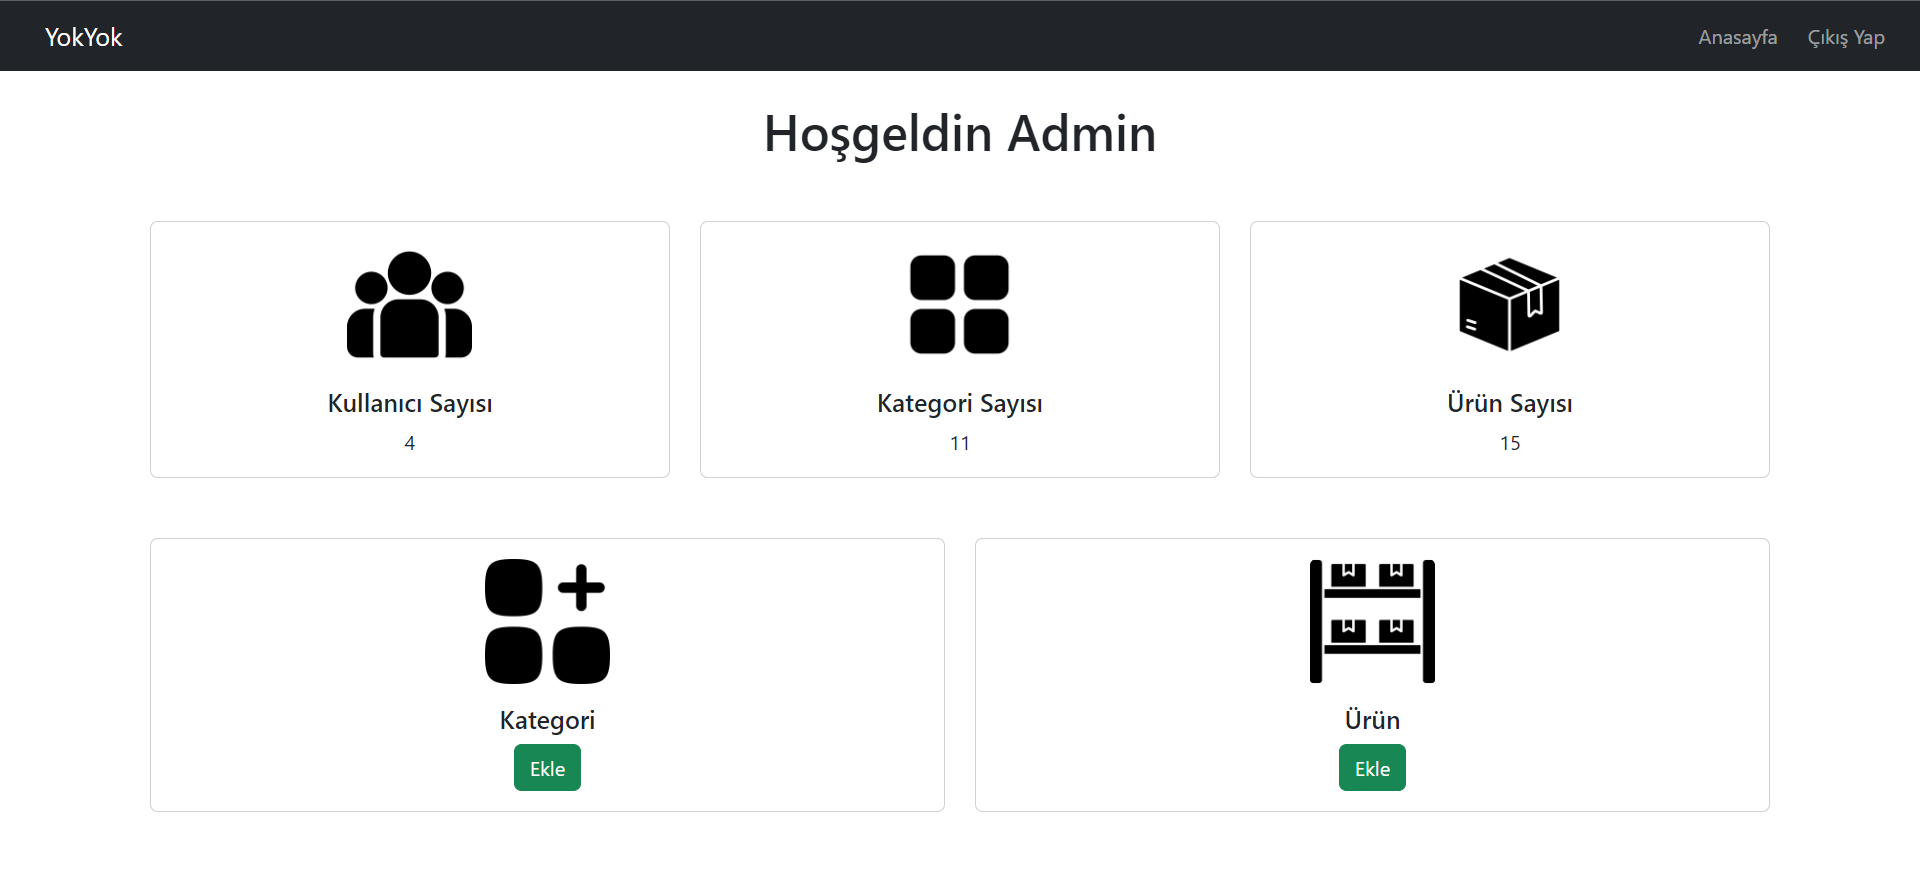 YokYok
Anasayfa Çıkış Yap
Hoşgeldin Admin
Kullanıcı Sayısı
4
Kategori Sayısı
11
Ürün Sayısı
15
Kategori
Ekle
Ürün
Ekle